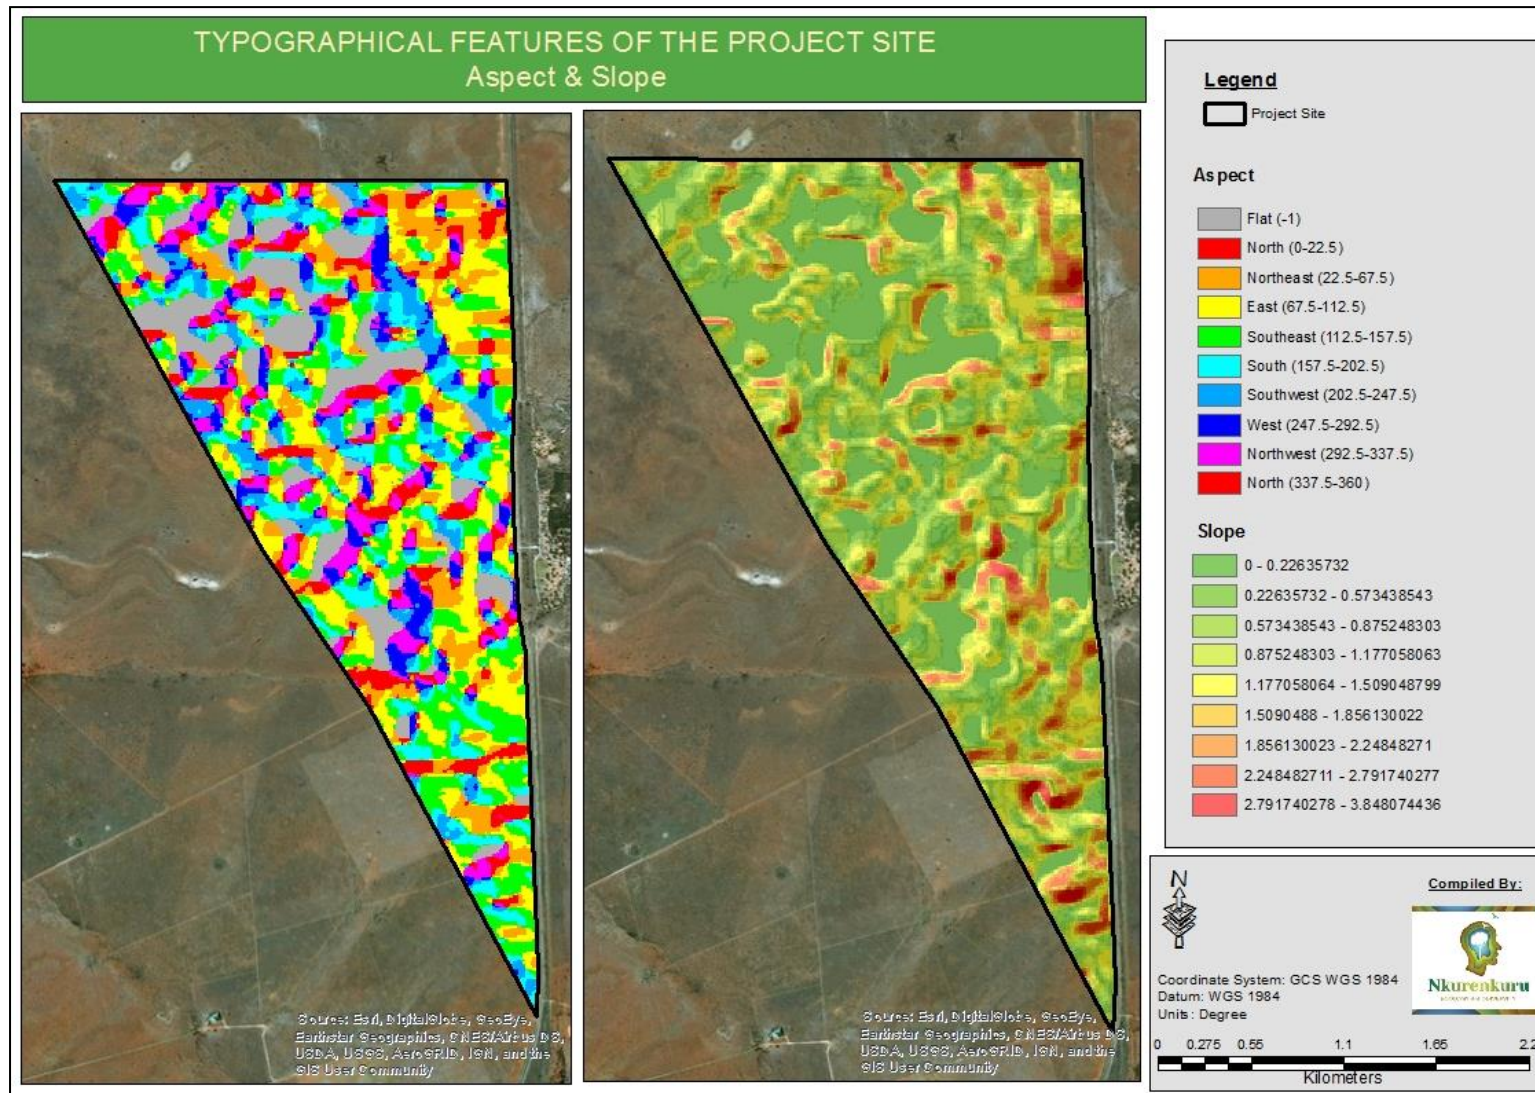 TYPOGRAPHICAL FEATURES OF THE PROJECT SITE
Aspect & Slope
Source: Esri, DigitalGlobe, GeoEye,
Earthstar Geographics, CNES/Airbus DS,
USDA, USGS, AeroGRID, IGN, and the
GIS User Community
Source: Esri, DigitalGlobe, GeoEye,
Earthstar Geographics, CNES/Airbus DS,
USDA, USGS, AeroGRID, IGN, and the
GIS User Community
Legend
Project Site
Aspect
Flat (-1)
North (0-22.5)
Northeast (22.5-67.5)
East (67.5-112.5)
Southeast (112.5-157.5)
South (157.5-202.5)
Southwest (202.5-247.5)
West (247.5-292.5)
Northwest (292.5-337.5)
North (337.5-360)
Slope
0 - 0.22635732
0.22635732 - 0.573438543
0.573438543 - 0.875248303
0.875248303 - 1.177058063
1.177058064 - 1.509048799
1.5090488 - 1.856130022
1.856130023 - 2.24848271
2.248482711 - 2.791740277
2.791740278 - 3.848074436
N
Compiled By:
Nkurenkuru
Coordinate System: GCS WGS 1984
Datum: WGS 1984
Units: Degree
0 0.275 0.55 1.1 1.65 2.2
Kilometers